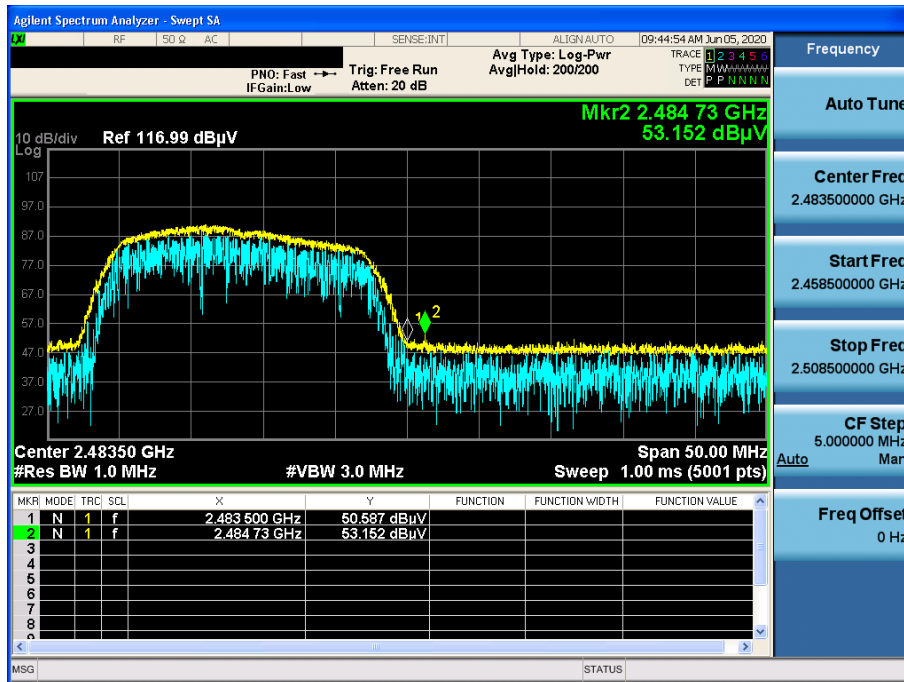 Agilent Spectrum Analyzer - Swept SA
LXI RF 50 Ω AC SENSE:INT ALIGN AUTO 09:44:54 AM Jun 05, 2020
PNO: Fast Trig: Free Run Avg Type: Log-Pwr TRACE 1 2 3 4 5 6
IFGain:Low Atten: 20 dB Avg|Hold: 200/200 TYPE M W W W W W
DET P P N N N N
Mkr2 2.484 73 GHz
53.152 dBµV
10 dB/div Ref 116.99 dBµV
Log
107
97.0
87.0
77.0
67.0
57.0
47.0
37.0
27.0
1 2
Center 2.48350 GHz Span 50.00 MHz
#Res BW 1.0 MHz #VBW 3.0 MHz Sweep 1.00 ms (5001 pts)
MKR MODE TRC SCL X Y FUNCTION FUNCTION WIDTH FUNCTION VALUE
1 N 1 f 2.483 500 GHz 50.587 dBµV
2 N 1 f 2.484 73 GHz 53.152 dBµV
3
4
5
6
7
8
MSG STATUS
Frequency
Auto Tune
Center Freq
2.483500000 GHz
Start Freq
2.458500000 GHz
Stop Freq
2.508500000 GHz
CF Step
5.000000 MHz
Auto Man
Freq Offset
0 Hz